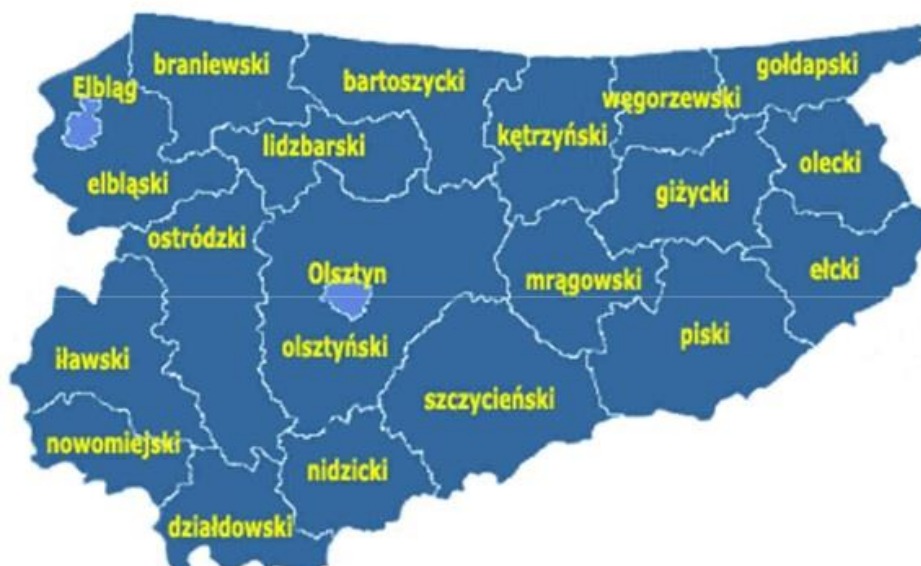 braniewski
gołdapski
bartoszycki
Elbląg
węgorzewski
kętrzyński
lidzbarski
olecki
elbląski
giżycki
ostródzki
ełcki
Olsztyn
mrągowski
piski
olsztyński
iławski
szczycieński
nowomiejski
nidzicki
działdowski